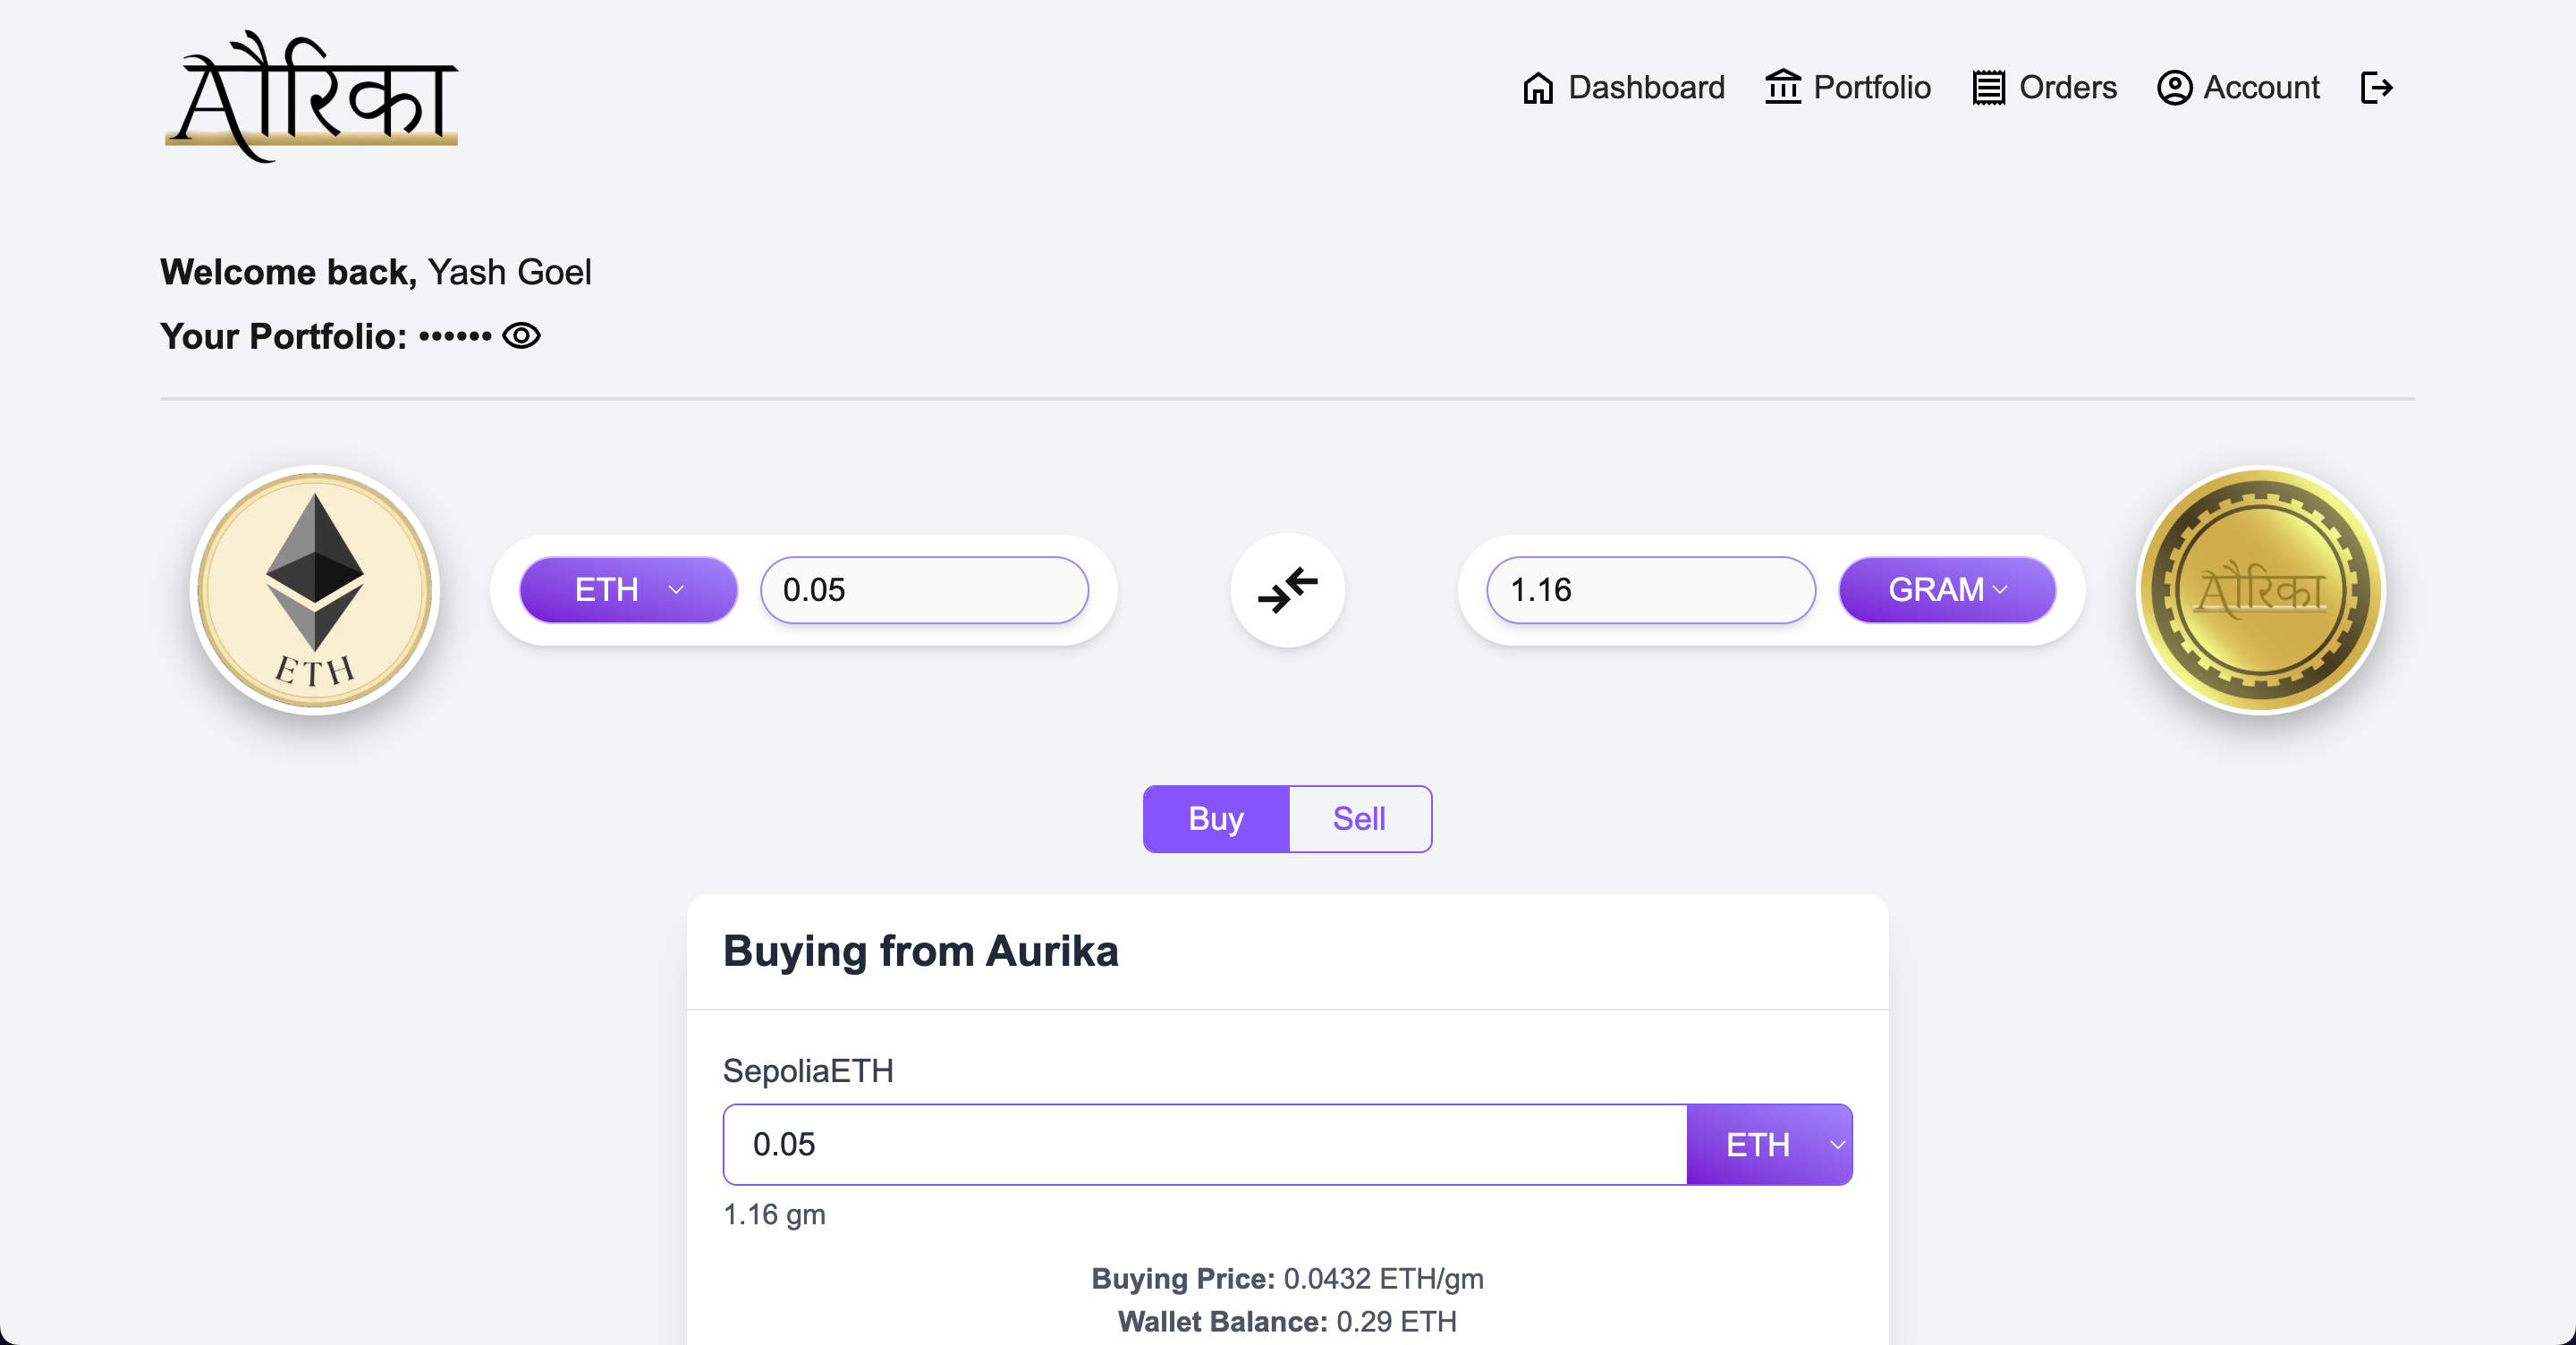 औरिका
Dashboard Portfolio Orders Account
Welcome back, Yash Goel
Your Portfolio: ••••••
ETH
ETH 0.05
1.16 GRAM
औरिका
Buy Sell
Buying from Aurika
SepoliaETH
0.05 ETH
1.16 gm
Buying Price: 0.0432 ETH/gm
Wallet Balance: 0.29 ETH